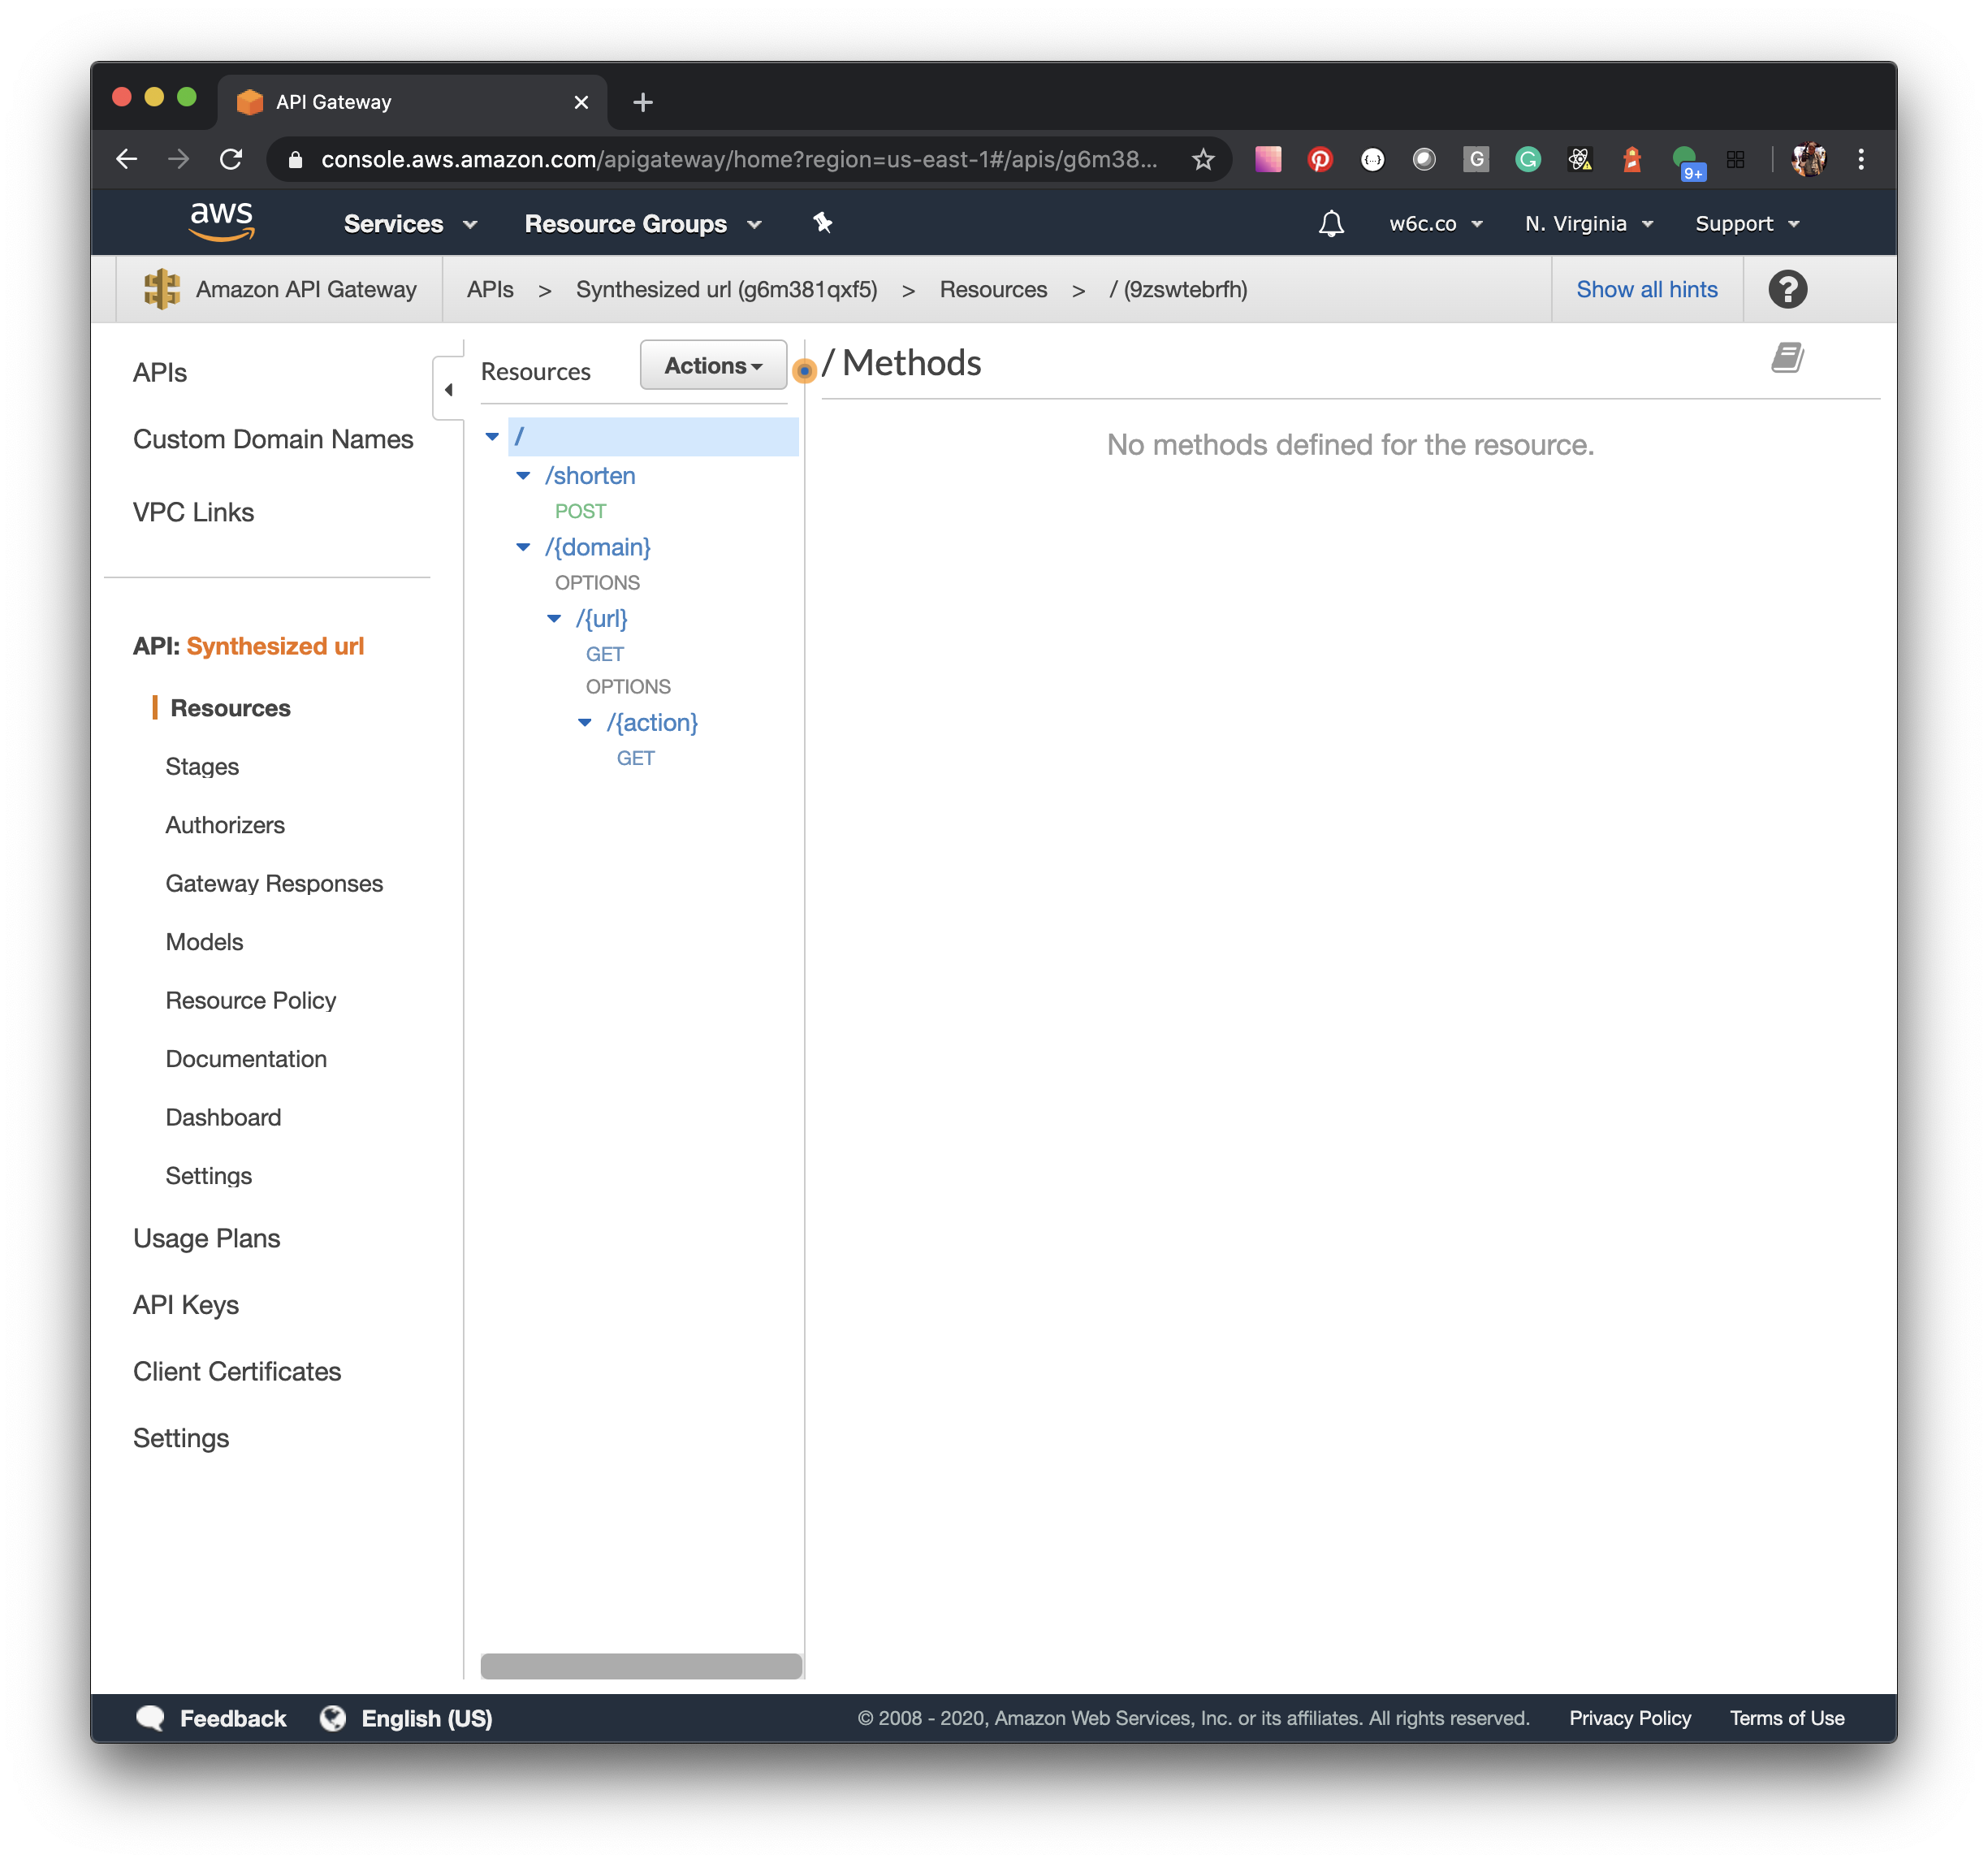 API Gateway
console.aws.amazon.com/apigateway/home?region=us-east-1#/apis/g6m38...
G
9+
aws
Services
Resource Groups
w6c.co
N. Virginia
Support
Amazon API Gateway
APIs > Synthesized url (g6m381qxf5) > Resources > / (9zswtebrfh)
Show all hints
?
APIs
Custom Domain Names
VPC Links
API: Synthesized url
Resources
Stages
Authorizers
Gateway Responses
Models
Resource Policy
Documentation
Dashboard
Settings
Usage Plans
API Keys
Client Certificates
Settings
Resources
Actions
/
/shorten
POST
/{domain}
OPTIONS
/{url}
GET
OPTIONS
/{action}
GET
/ Methods
No methods defined for the resource.
Feedback
English (US)
© 2008 - 2020, Amazon Web Services, Inc. or its affiliates. All rights reserved.
Privacy Policy
Terms of Use